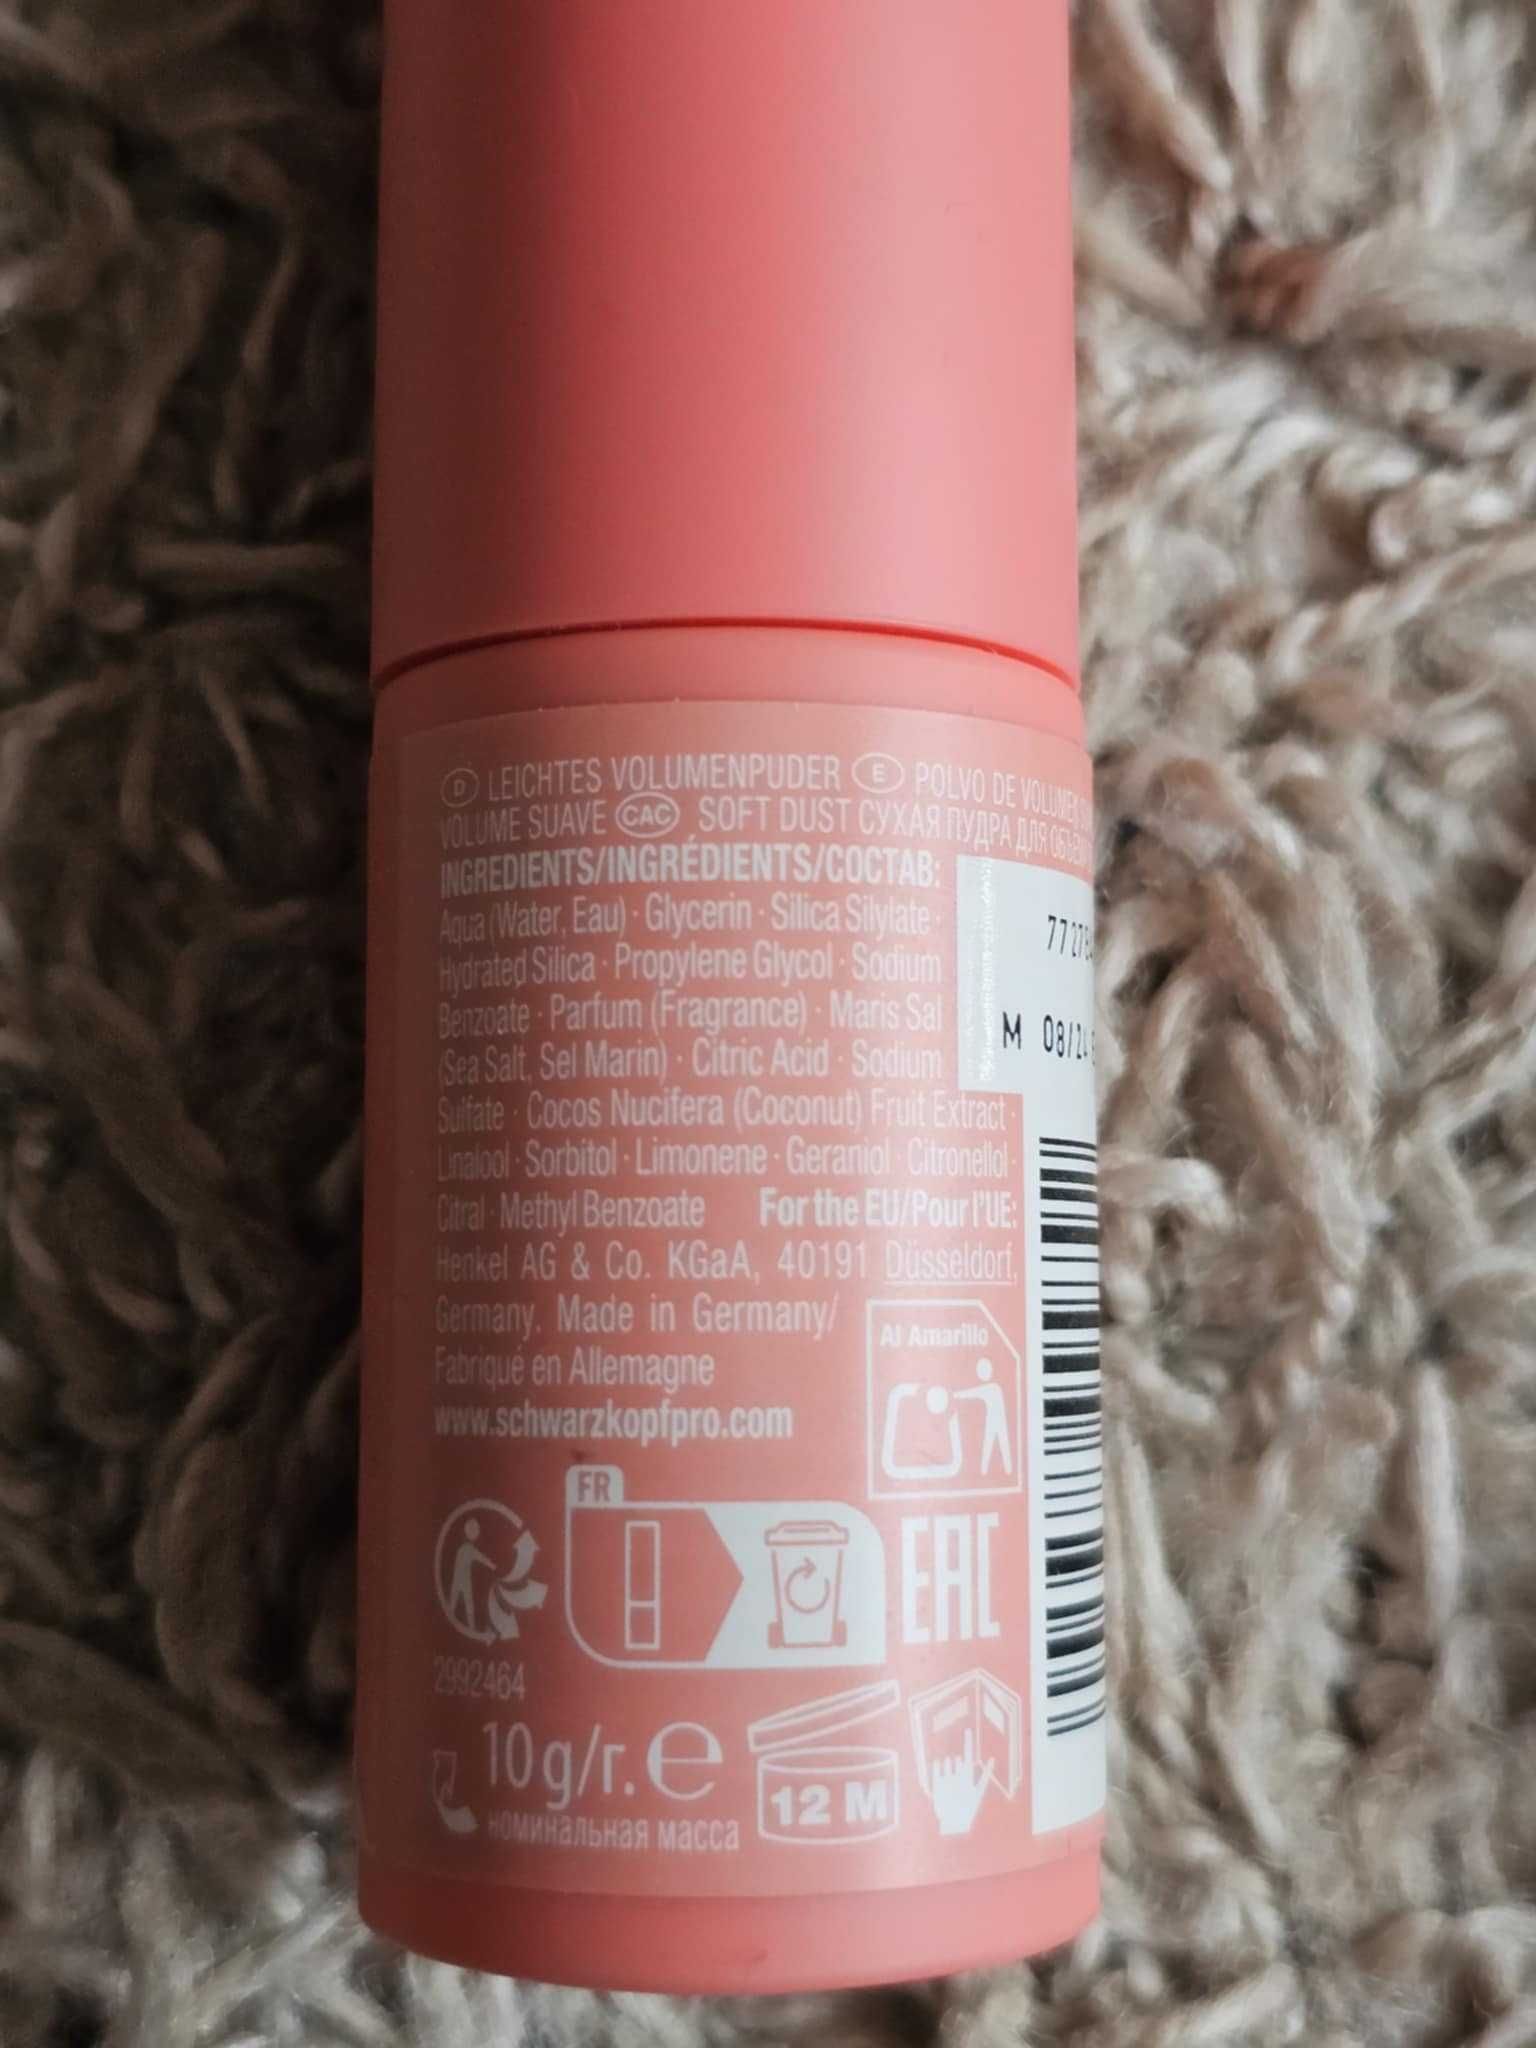 D LEICHTES VOLUMENPUDER E POLVO DE VOLUMEN
VOLUME SUAVE CAC SOFT DUST СУХАЯ ПУДРА ДЛЯ
INGREDIENTS/INGRÉDIENTS/СОСТАВ:
Aqua (Water, Eau) · Glycerin · Silica Silylate ·
Hydrated Silica · Propylene Glycol · Sodium
Benzoate · Parfum (Fragrance) · Maris Sal
(Sea Salt, Sel Marin) · Citric Acid · Sodium
Sulfate · Cocos Nucifera (Coconut) Fruit Extract ·
Linalool · Sorbitol · Limonene · Geraniol · Citronellol ·
Citral · Methyl Benzoate For the EU/Pour l'UE:
Henkel AG & Co. KGaA, 40191 Düsseldorf,
Germany. Made in Germany/
Fabriqué en Allemagne
www.schwarzkopfpro.com
M 08/24
Al Amarillo
FR
EAC
2992464
10 g/г. e
номинальная масса
12 M